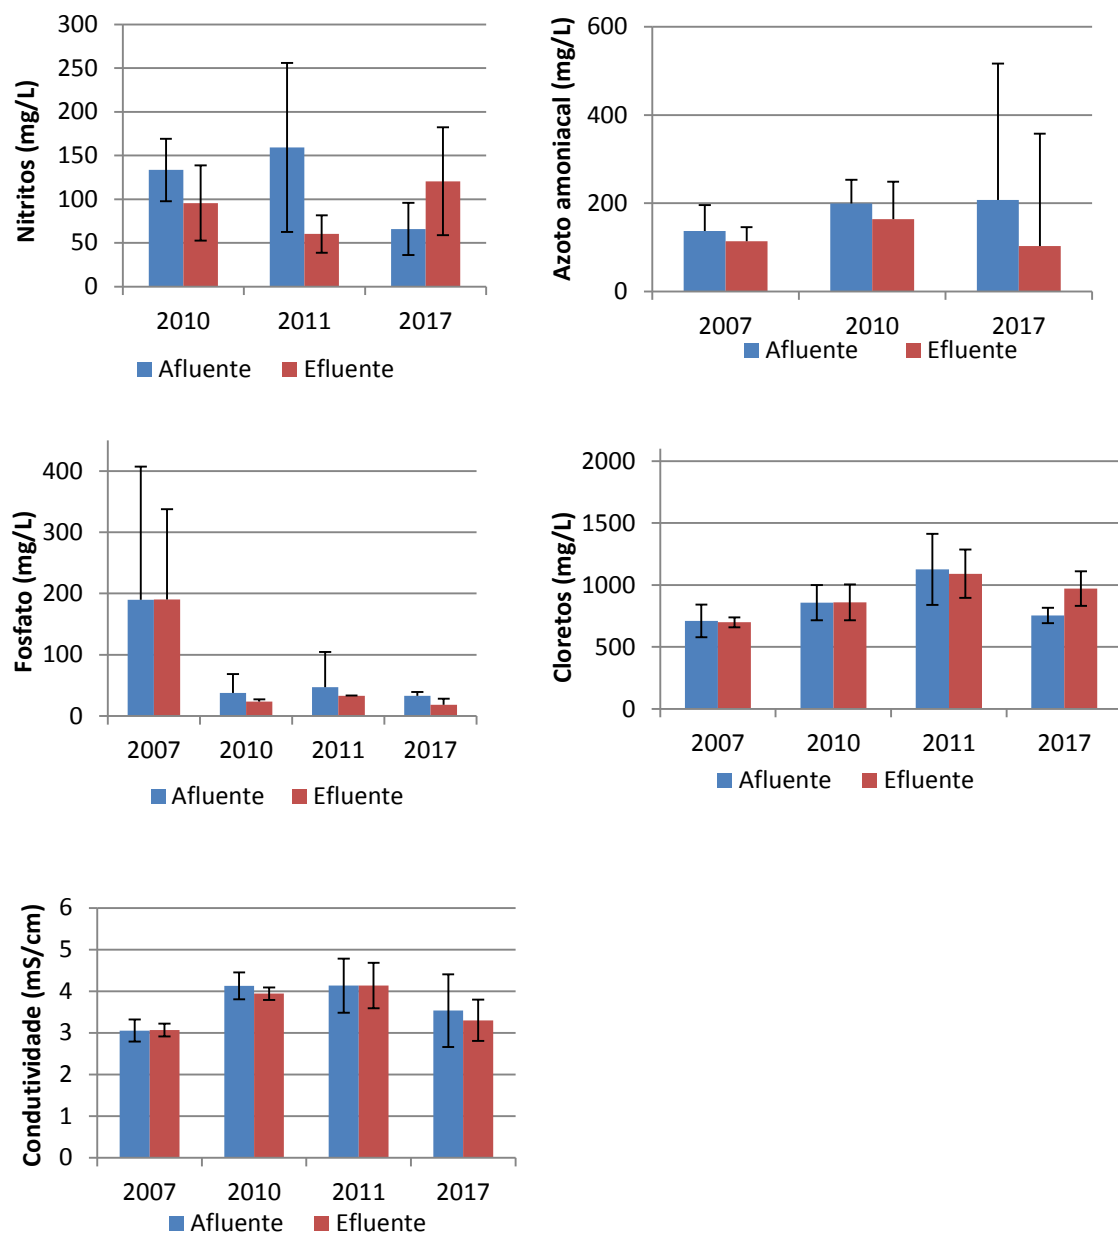 Nitritos (mg/L)
300
250
200
150
100
50
0
2010 2011 2017
Afluente Efluente
Azoto amoniacal (mg/L)
600
400
200
0
2007 2010 2017
Afluente Efluente
Fosfato (mg/L)
400
300
200
100
0
2007 2010 2011 2017
Afluente Efluente
Cloretos (mg/L)
2000
1500
1000
500
0
2007 2010 2011 2017
Afluente Efluente
Condutividade (mS/cm)
6
5
4
3
2
1
0
2007 2010 2011 2017
Afluente Efluente